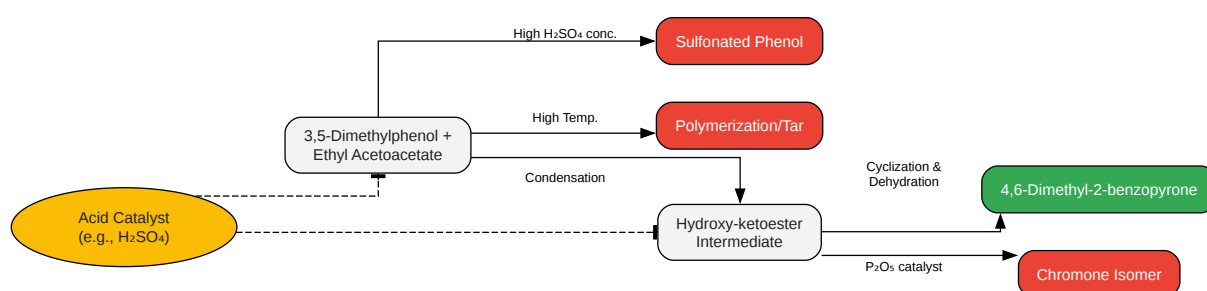 High H₂SO₄ conc.
Sulfonated Phenol
3,5-Dimethylphenol +
Ethyl Acetoacetate
High Temp.
Polymerization/Tar
Condensation
Cyclization &
Dehydration
4,6-Dimethyl-2-benzopyrone
Acid Catalyst
(e.g., H₂SO₄)
Hydroxy-ketoester
Intermediate
P₂O₅ catalyst
Chromone Isomer